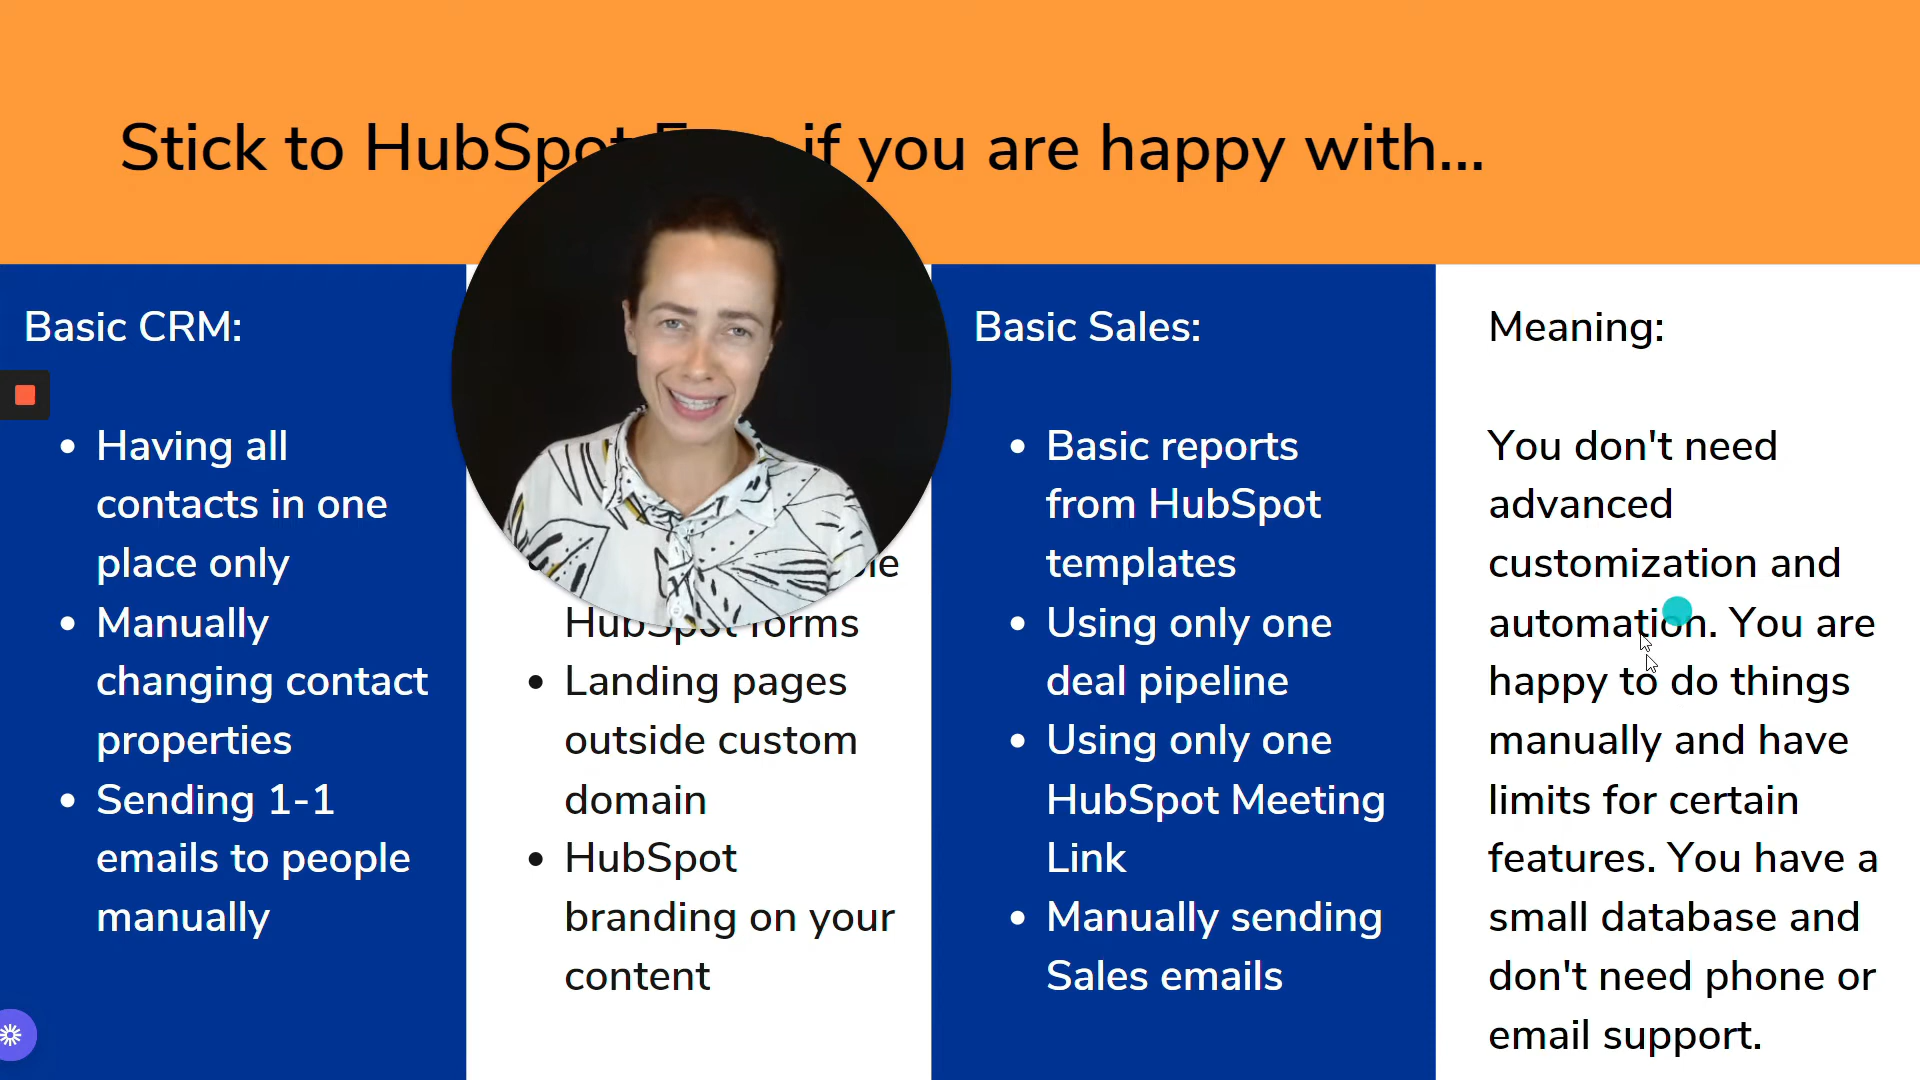 Stick to HubSpot if you are happy with...
Basic CRM:
Having all
contacts in one
place only
Manually
changing contact
properties
Sending 1-1
emails to people
manually
HubSpot forms
Landing pages
outside custom
domain
HubSpot
branding on your
content
Basic Sales:
Basic reports
from HubSpot
templates
Using only one
deal pipeline
Using only one
HubSpot Meeting
Link
Manually sending
Sales emails
Meaning:
You don't need
advanced
customization and
automation. You are
happy to do things
manually and have
limits for certain
features. You have a
small database and
don't need phone or
email support.